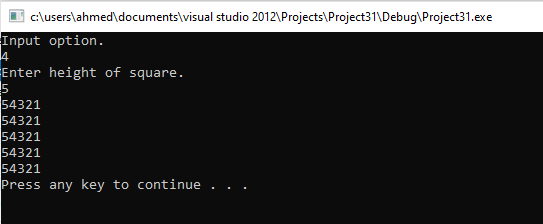 c:\users\ahmed\documents\visual studio 2012\Projects\Project31\Debug\Project31.exe
Input option.
4
Enter height of square.
5
54321
54321
54321
54321
54321
Press any key to continue . . .